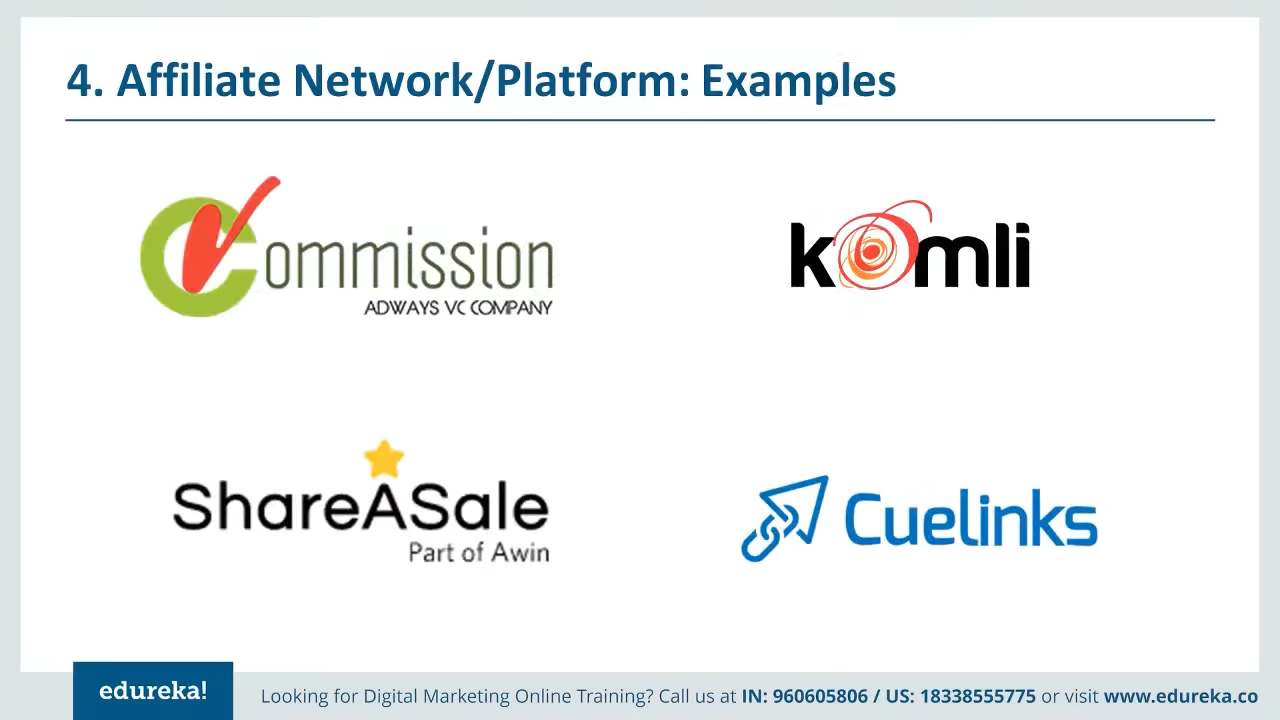 4. Affiliate Network/Platform: Examples
vCommission
ADWAYS VC COMPANY
komli
ShareASale
Part of Awin
Cuelinks
edureka!
Looking for Digital Marketing Online Training? Call us at IN: 960605806 / US: 18338555775 or visit www.edureka.co